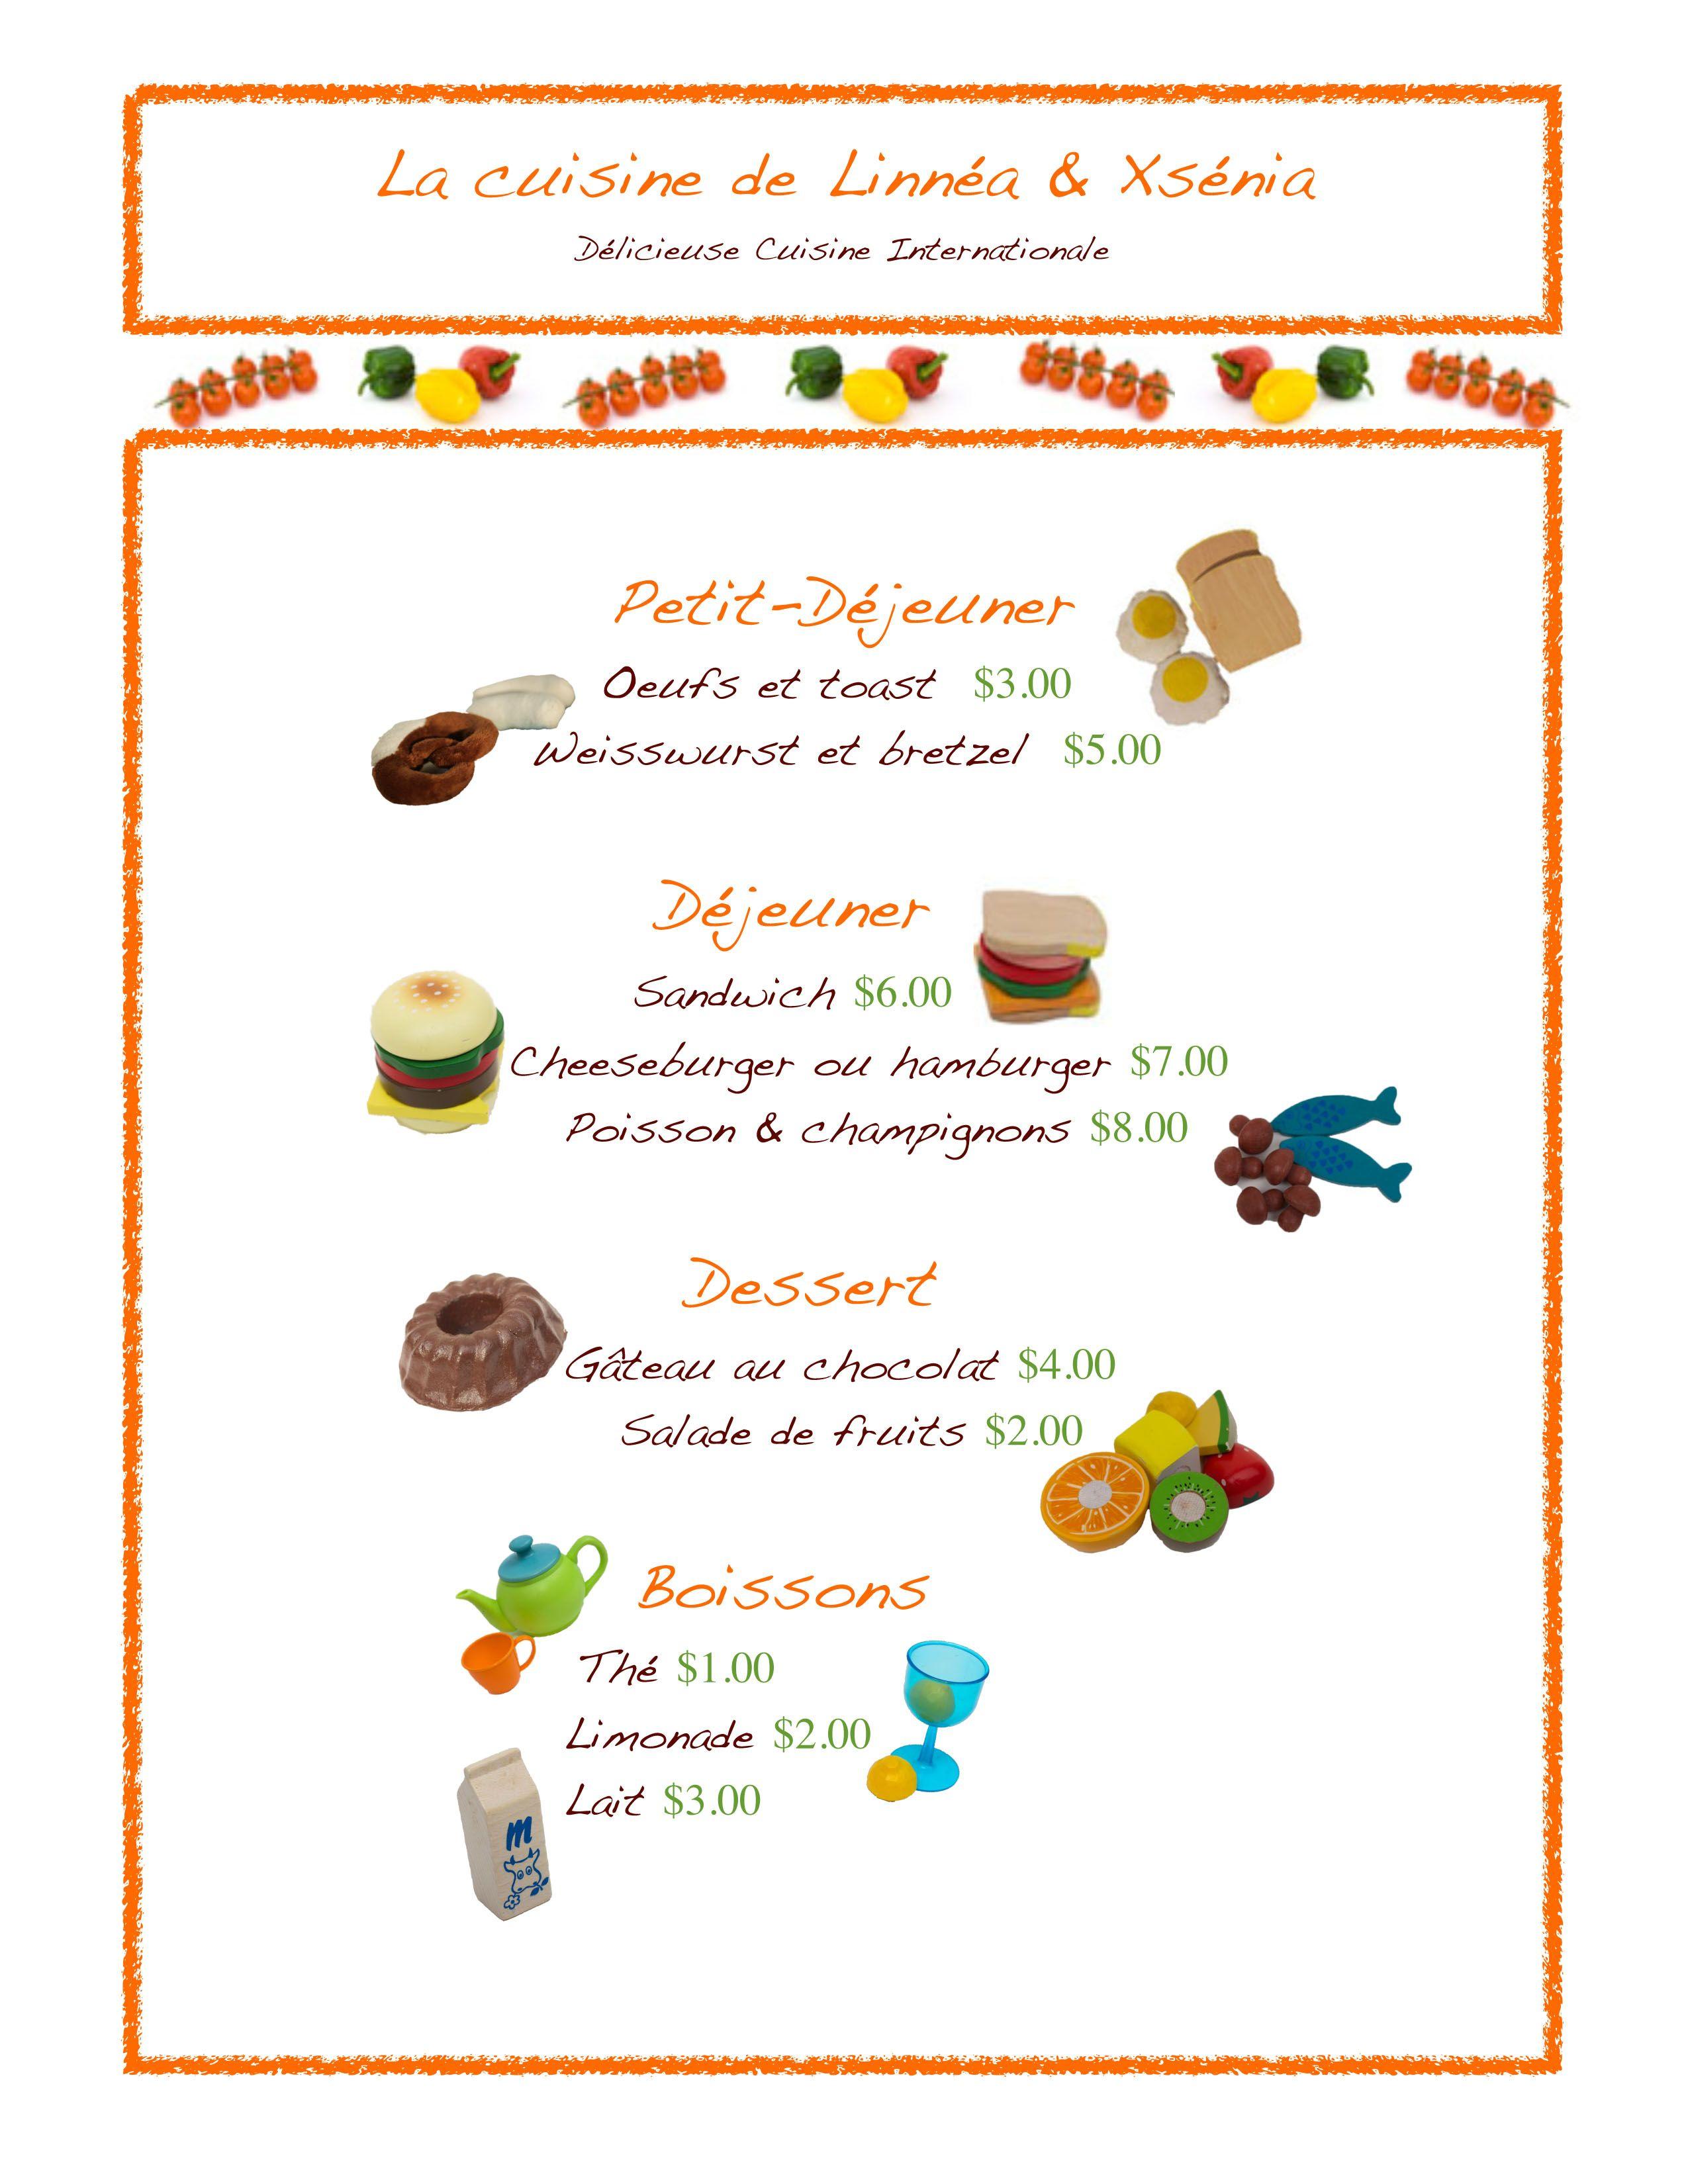 La cuisine de Linnéa & Xsénia
Délicieuse Cuisine Internationale
Petit-Déjeuner
Oeufs et toast $3.00
Weisswurst et bretzel $5.00
Déjeuner
Sandwich $6.00
Cheeseburger ou hamburger $7.00
Poisson & champignons $8.00
Dessert
Gâteau au chocolat $4.00
Salade de fruits $2.00
Boissons
Thé $1.00
Limonade $2.00
Lait $3.00
m